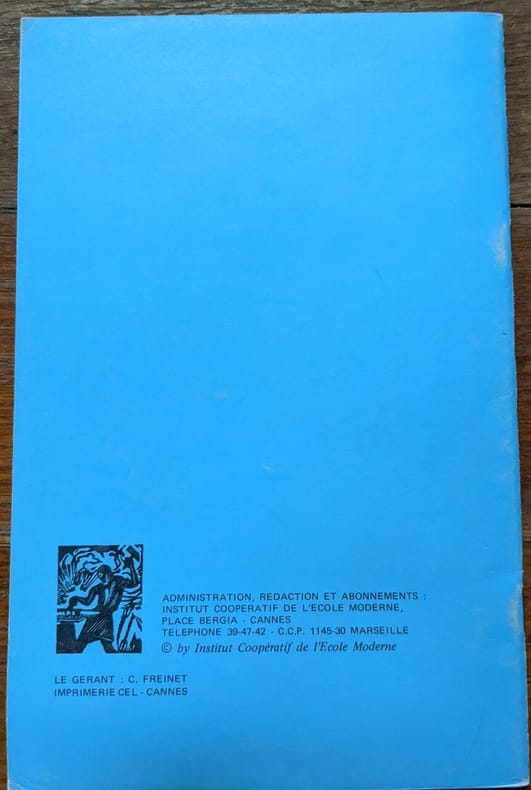 ADMINISTRATION, REDACTION ET ABONNEMENTS :
INSTITUT COOPERATIF DE L'ECOLE MODERNE,
PLACE BERGIA - CANNES
TELEPHONE 39-47-42 - C.C.P. 1145-30 MARSEILLE
© by Institut Coopératif de l'Ecole Moderne
LE GERANT : C. FREINET
IMPRIMERIE CEL - CANNES